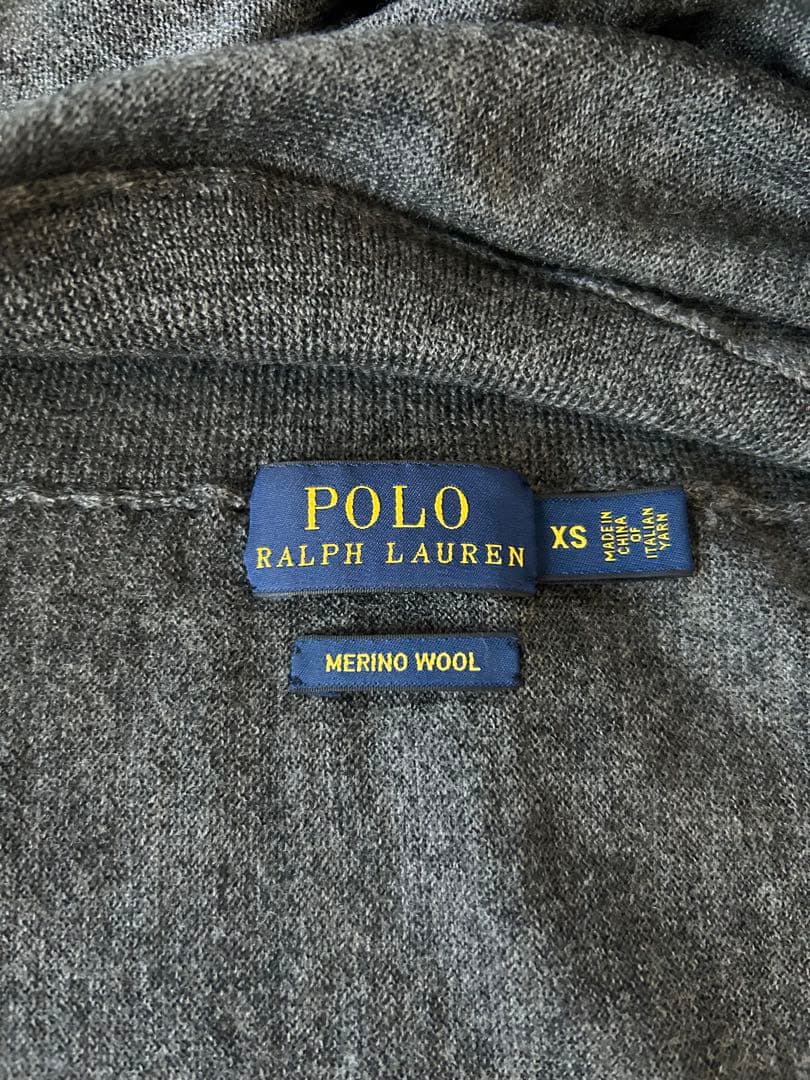 POLO
RALPH LAUREN
XS
MADE IN
CHINA
OF
ITALIAN
YARN
MERINO WOOL